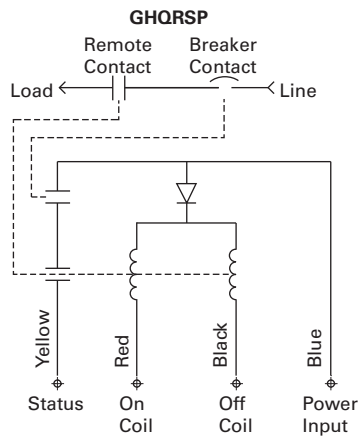 GHQRSP
Remote Contact
Breaker Contact
Load
Line
Yellow
Red
Black
Blue
Status
On Coil
Off Coil
Power Input